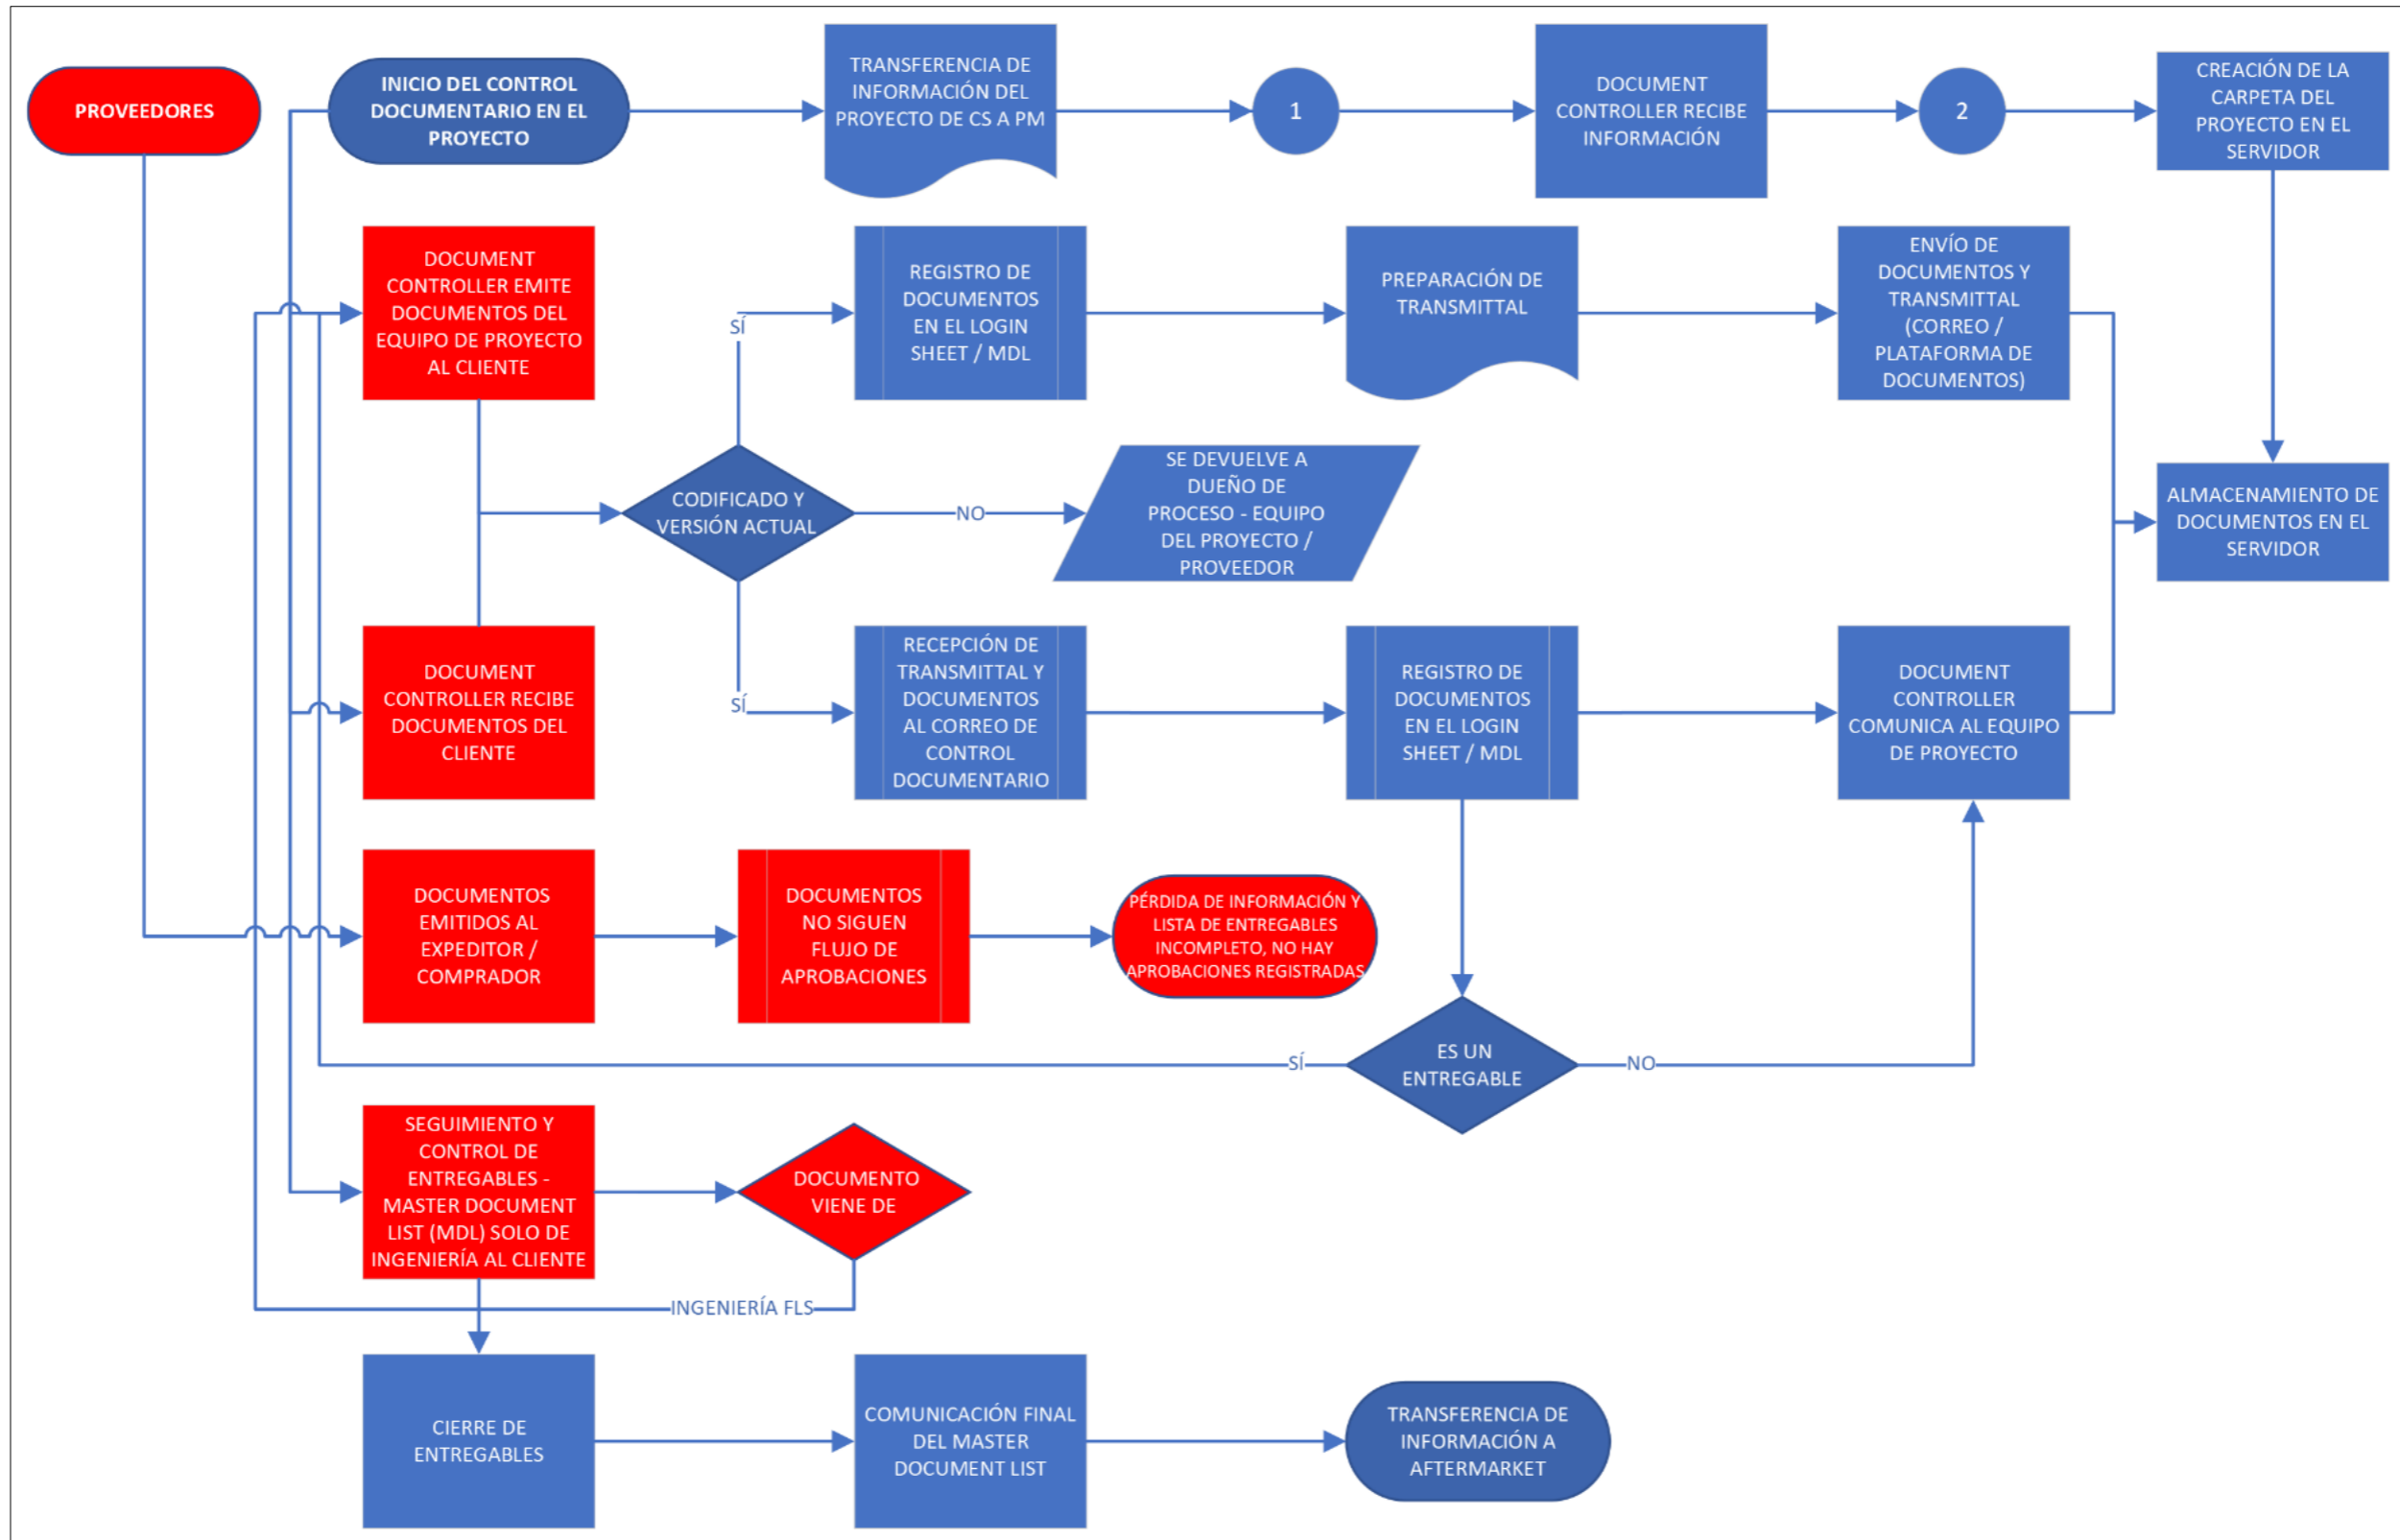 PROVEEDORES
INICIO DEL CONTROL
DOCUMENTARIO EN EL
PROYECTO
TRANSFERENCIA DE
INFORMACIÓN DEL
PROYECTO DE CS A PM
1
DOCUMENT
CONTROLLER RECIBE
INFORMACIÓN
2
CREACIÓN DE LA
CARPETA DEL
PROYECTO EN EL
SERVIDOR
DOCUMENT
CONTROLLER EMITE
DOCUMENTOS DEL
EQUIPO DE PROYECTO
AL CLIENTE
SÍ
REGISTRO DE
DOCUMENTOS
EN EL LOGIN
SHEET / MDL
PREPARACIÓN DE
TRANSMITTAL
ENVÍO DE
DOCUMENTOS Y
TRANSMITTAL
(CORREO /
PLATAFORMA DE
DOCUMENTOS)
CODIFICADO Y
VERSIÓN ACTUAL
NO
SE DEVUELVE A
DUEÑO DE
PROCESO - EQUIPO
DEL PROYECTO /
PROVEEDOR
ALMACENAMIENTO DE
DOCUMENTOS EN EL
SERVIDOR
DOCUMENT
CONTROLLER RECIBE
DOCUMENTOS DEL
CLIENTE
SÍ
RECEPCIÓN DE
TRANSMITTAL Y
DOCUMENTOS
AL CORREO DE
CONTROL
DOCUMENTARIO
REGISTRO DE
DOCUMENTOS
EN EL LOGIN
SHEET / MDL
DOCUMENT
CONTROLLER
COMUNICA AL EQUIPO
DE PROYECTO
DOCUMENTOS
EMITIDOS AL
EXPEDITOR /
COMPRADOR
DOCUMENTOS
NO SIGUEN
FLUJO DE
APROBACIONES
PÉRDIDA DE INFORMACIÓN Y
LISTA DE ENTREGABLES
INCOMPLETO, NO HAY
APROBACIONES REGISTRADAS
SÍ
ES UN
ENTREGABLE
NO
SEGUIMIENTO Y
CONTROL DE
ENTREGABLES -
MASTER DOCUMENT
LIST (MDL) SOLO DE
INGENIERÍA AL CLIENTE
DOCUMENTO
VIENE DE
INGENIERÍA FLS
CIERRE DE
ENTREGABLES
COMUNICACIÓN FINAL
DEL MASTER
DOCUMENT LIST
TRANSFERENCIA DE
INFORMACIÓN A
AFTERMARKET